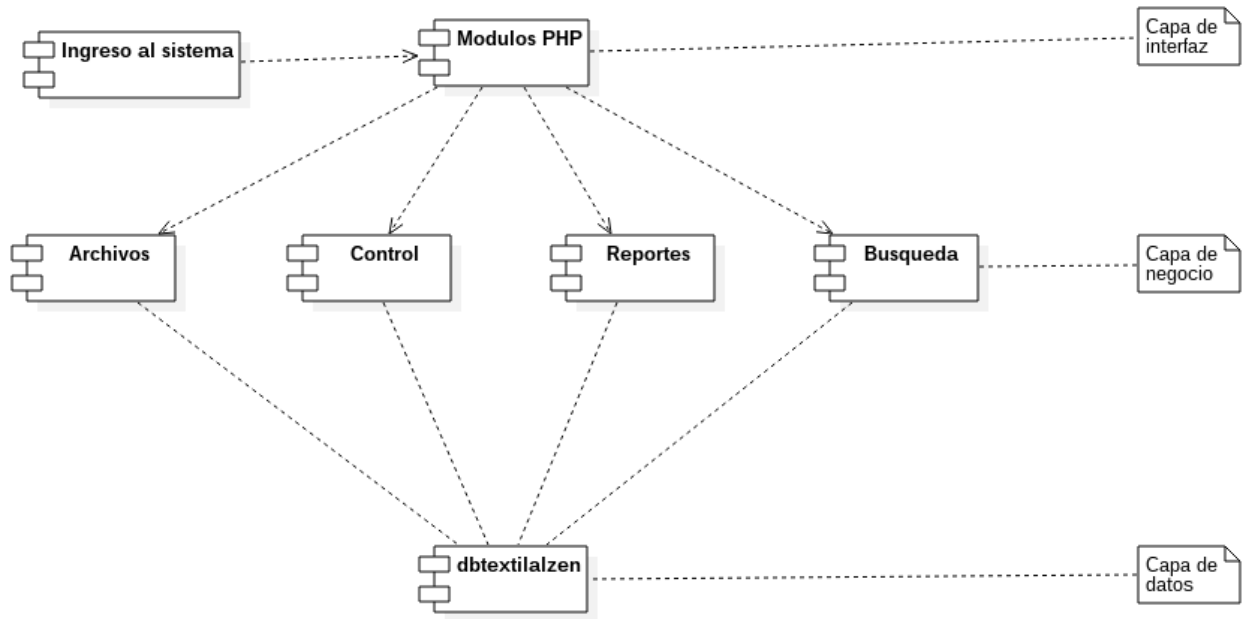 Ingreso al sistema
Modulos PHP
Capa de
interfaz
Archivos
Control
Reportes
Busqueda
Capa de
negocio
dbtextilalzen
Capa de
datos